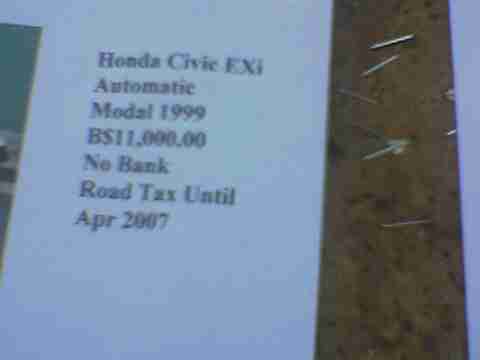 Honda Civic EXi
Automatic
Modal 1999
B$11,000.00
No Bank
Road Tax Until
Apr 2007